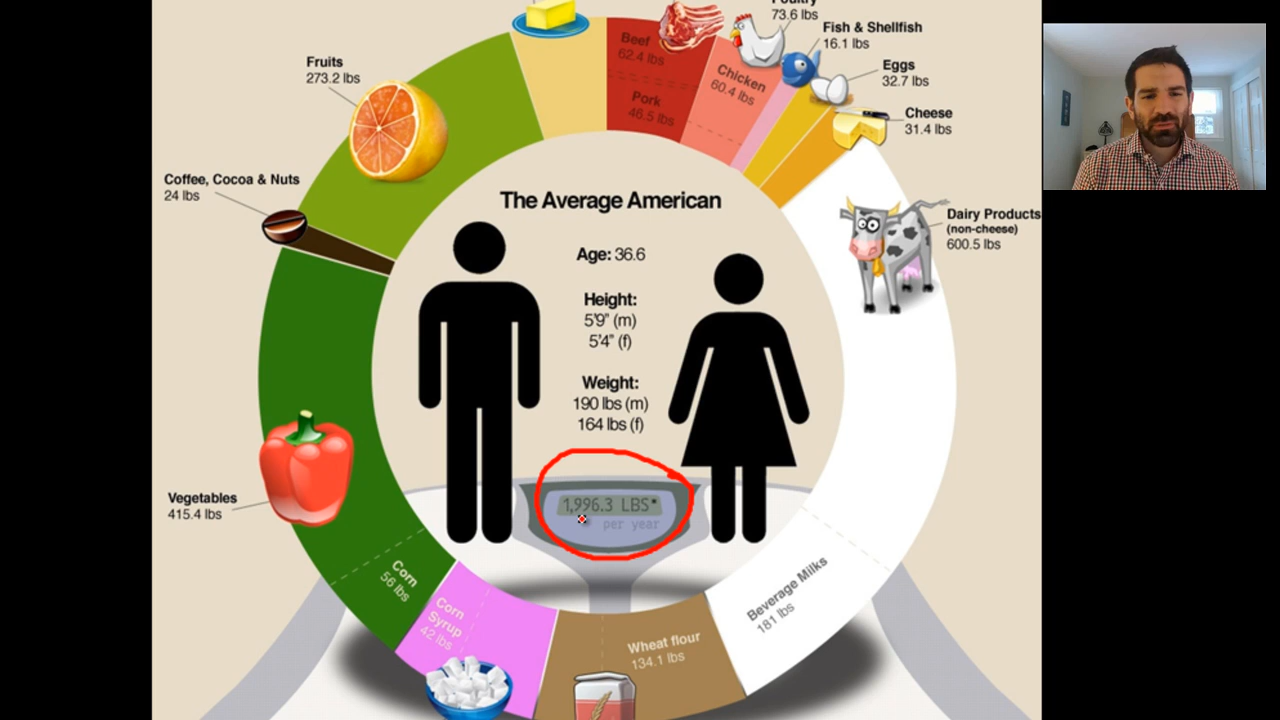 Poultry
73.6 lbs
Fish & Shellfish
16.1 lbs
Eggs
32.7 lbs
Cheese
31.4 lbs
Beef
62.4 lbs
Chicken
60.4 lbs
Pork
46.5 lbs
Fruits
273.2 lbs
Coffee, Cocoa & Nuts
24 lbs
The Average American
Age: 36.6
Height:
5'9" (m)
5'4" (f)
Weight:
190 lbs (m)
164 lbs (f)
Dairy Products
(non-cheese)
600.5 lbs
1,996.3 LBS*
per year
Vegetables
415.4 lbs
Corn
56 lbs
Corn
Syrup
42 lbs
Wheat flour
134.1 lbs
Beverage Milks
181 lbs